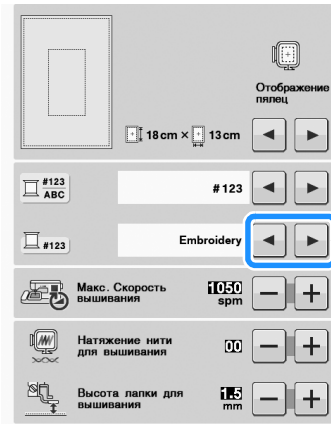 Отображение
пялец
18 cm × 13 cm
#123
ABC
#123
#123
Embroidery
Макс. Скорость
вышивания
1050
spm
Натяжение нити
для вышивания
00
Высота лапки для
вышивания
1.5
mm